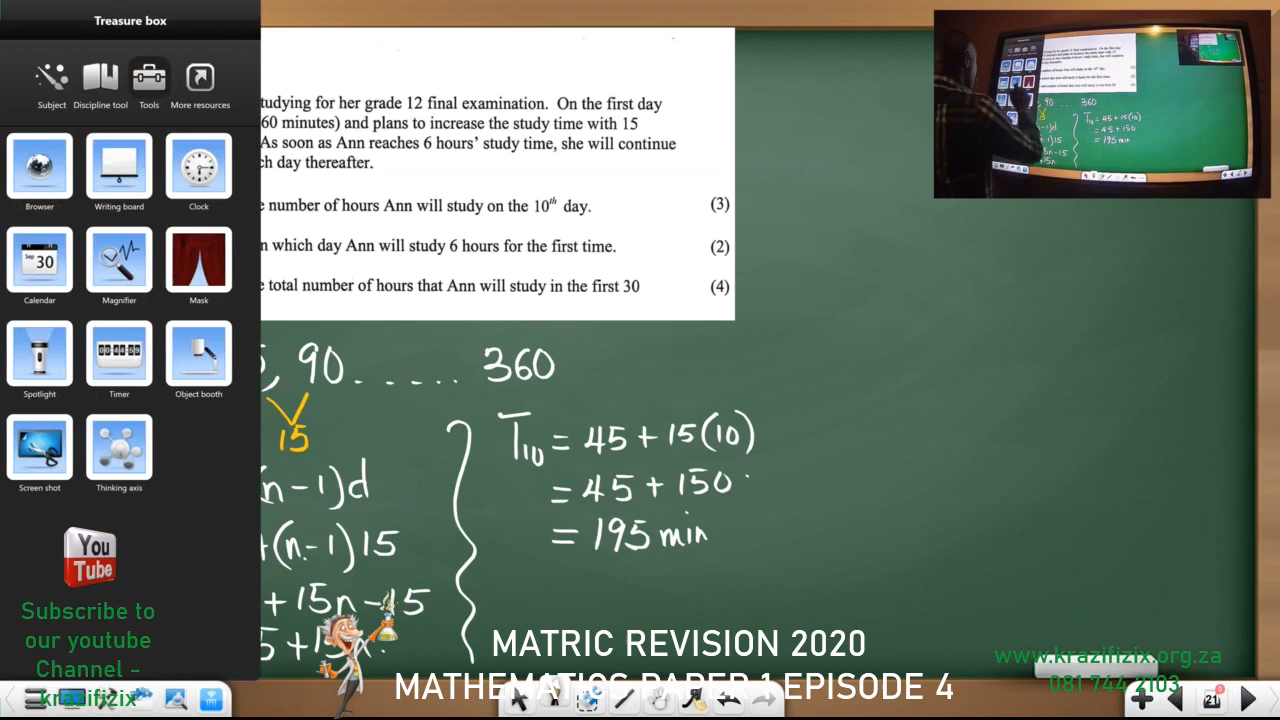 Treasure box
Subject
Discipline tool
Tools
More resources
Browser
Writing board
Clock
Sep 30
Calendar
Magnifier
Mask
Spotlight
Timer
Object booth
Screen shot
Thinking axis
You
Tube
Subscribe to
our youtube
Channel -
krazifizix
tudying for her grade 12 final examination. On the first day
60 minutes) and plans to increase the study time with 15
As soon as Ann reaches 6 hours' study time, she will continue
ch day thereafter.
e number of hours Ann will study on the 10th day. (3)
n which day Ann will study 6 hours for the first time. (2)
e total number of hours that Ann will study in the first 30 (4)
, 90 . . . . . . 360
15
(n - 1)d
+(n - 1)15
+ 15n - 15
5 + 15n
T10 = 45 + 15(10)
= 45 + 150
= 195 min
MATRIC REVISION 2020
MATHEMATICS PAPER 1 EPISODE 4
www.krazifizix.org.za
081 744 2103
21